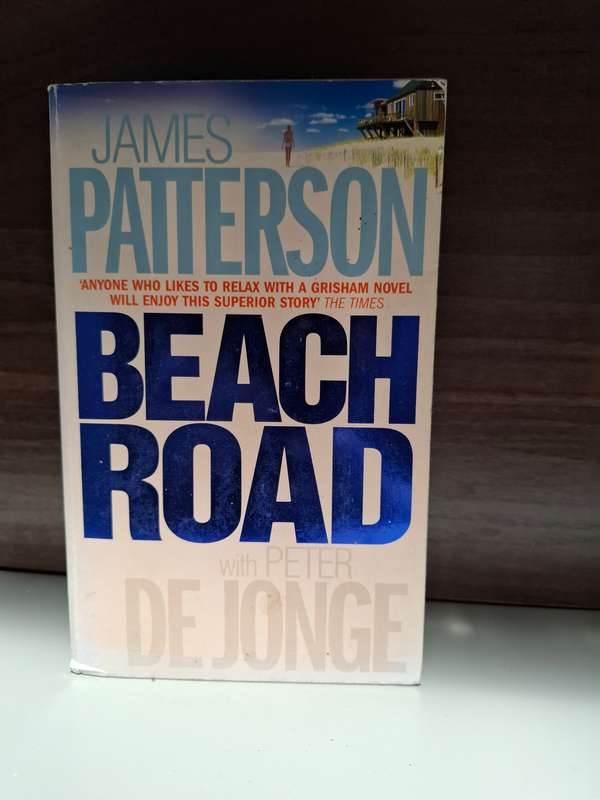 JAMES
PATTERSON
'ANYONE WHO LIKES TO RELAX WITH A GRISHAM NOVEL
WILL ENJOY THIS SUPERIOR STORY' THE TIMES
BEACH
ROAD
with PETER
DE JONGE